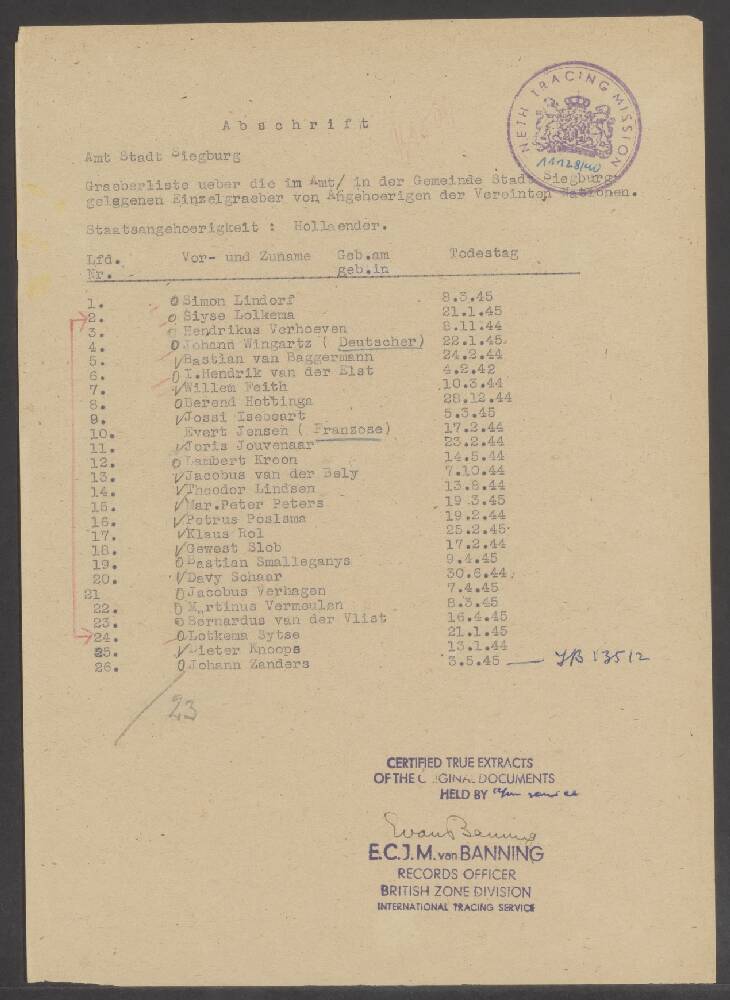 NETH TRACING MISSION
11128/40
Abschrift
Amt Stadt Siegburg
Graeberliste ueber die im Amt/ in der Gemeinde Stadt Siegburg
gelegenen Einzelgraeber von Angehoerigen der Vereinten Nationen.
Staatsangehoerigkeit : Hollaender.
Lfd. Vor- und Zuname Geb.am Todestag
Nr. geb.in
1. O Simon Lindorf 8.3.45
2. O Siyse Lolkema 21.1.45
3. O Hendrikus Verhoeven 8.11.44
4. O Johann Wingartz ( Deutscher) 22.1.45.
5. √ Bastian van Baggermann 24.2.44
6. O I.Hendrik van der Elst 4.2.42
7. √ Willem Feith 10.3.44
8. O Berend Hottinga 28.12.44
9. √ Jossi Isebeart 5.3.45
10. Evert Jensen ( Franzose) 17.2.44
11. √ Joris Jouvenaar 23.2.44
12. O Lambert Kroon 14.5.44
13. √ Jacobus van der Bely 7.10.44
14. √ Theodor Lindsen 13.8.44
15. √ Mar.Peter Peters 19 3.45
16. √ Petrus Poslsma 19.2.44
17. √ Klaus Rol 25.2.45.
18. √ Gewest Slob 17.2.44
19. O Bastian Smalleganys 9.4.45
20. √ Davy Schaar 30.6.44.
21 O Jacobus Verhagen 7.4.45
22. O Martinus Vermeulen 8.3.45
23. O Bernardus van der Vlist 16.4.45
24. O Lotkema Sytse 21.1.45
25. √ Pieter Knoops 13.1.44
26. O Johann Zanders 3.5.45 —
/23
CERTIFIED TRUE EXTRACTS
OF THE ORIGINAL DOCUMENTS
HELD BY
E.C.J.M. van BANNING
RECORDS OFFICER
BRITISH ZONE DIVISION
INTERNATIONAL TRACING SERVICE